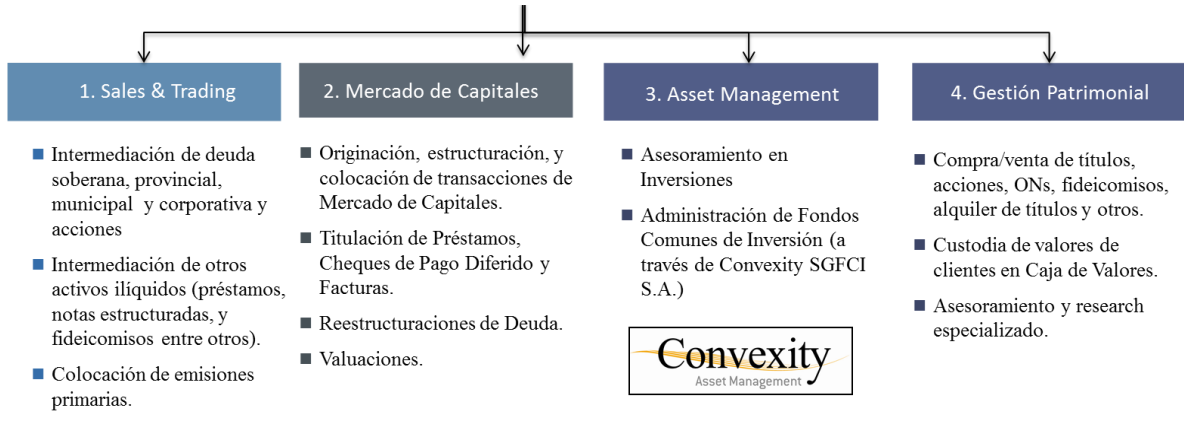 1. Sales & Trading
Intermediación de deuda
soberana, provincial,
municipal y corporativa y
acciones
Intermediación de otros
activos ilíquidos (préstamos,
notas estructuradas, y
fideicomisos entre otros).
Colocación de emisiones
primarias.
2. Mercado de Capitales
Originación, estructuración, y
colocación de transacciones de
Mercado de Capitales.
Titulación de Préstamos,
Cheques de Pago Diferido y
Facturas.
Reestructuraciones de Deuda.
Valuaciones.
3. Asset Management
Asesoramiento en
Inversiones
Administración de Fondos
Comunes de Inversión (a
través de Convexity SGFCI
S.A.)
Convexity
Asset Management
4. Gestión Patrimonial
Compra/venta de títulos,
acciones, ONs, fideicomisos,
alquiler de títulos y otros.
Custodia de valores de
clientes en Caja de Valores.
Asesoramiento y research
especializado.